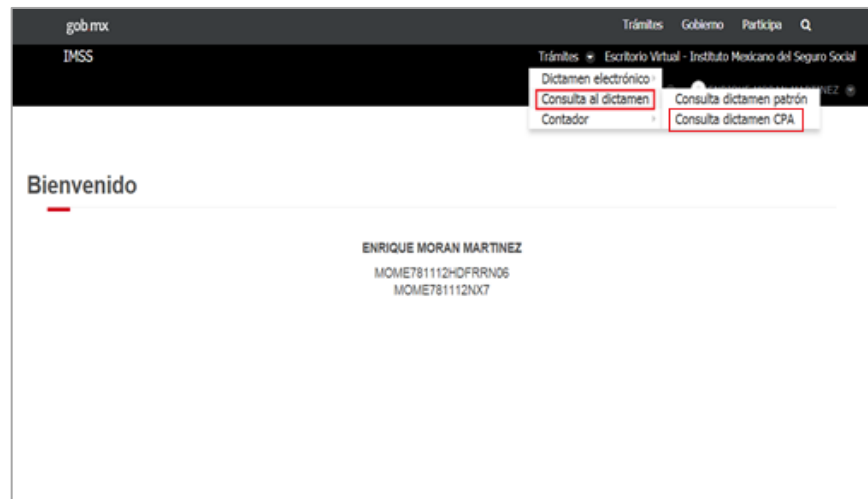 gob mx Trámites Gobierno Participa
IMSS Trámites Escritorio Virtual - Instituto Mexicano del Seguro Social
Dictamen electrónico
Consulta al dictamen Consulta dictamen patrón
Contador Consulta dictamen CPA
Bienvenido
ENRIQUE MORAN MARTINEZ
MOME781112HDFRRN06
MOME781112NX7